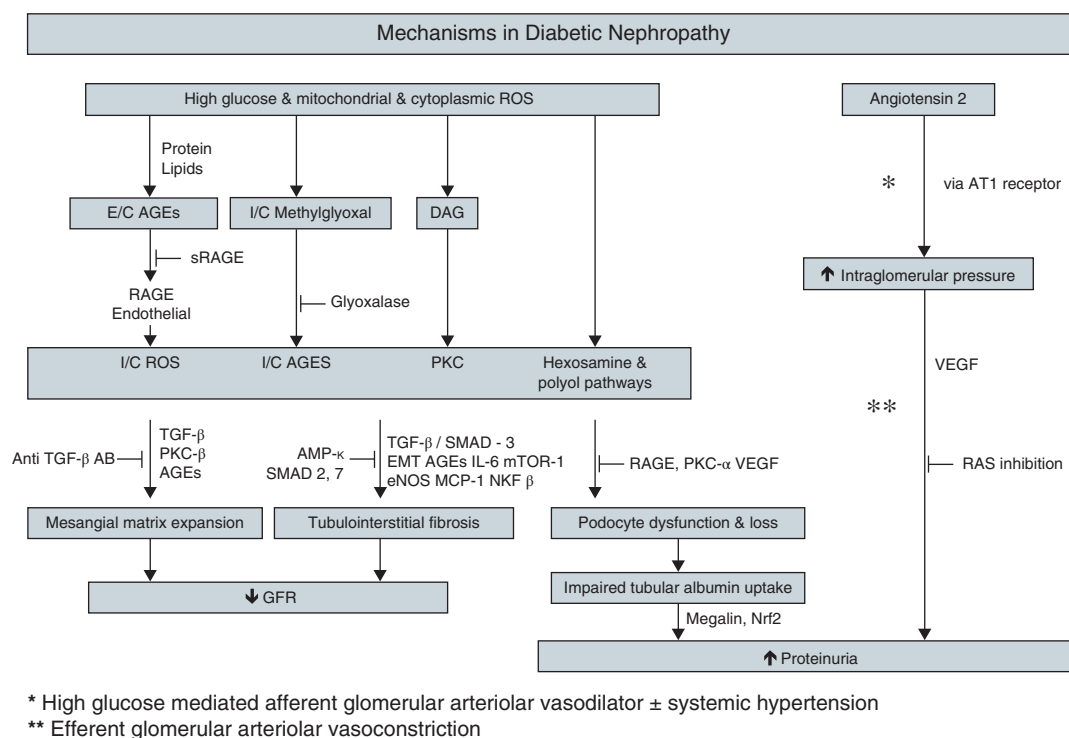 Mechanisms in Diabetic Nephropathy
High glucose & mitochondrial & cytoplasmic ROS
Angiotensin 2
Protein
Lipids
*
via AT1 receptor
E/C AGEs
I/C Methylglyoxal
DAG
sRAGE
↑ Intraglomerular pressure
RAGE
Endothelial
Glyoxalase
I/C ROS
I/C AGES
PKC
Hexosamine &
polyol pathways
VEGF
**
Anti TGF-β AB
TGF-β
PKC-β
AGEs
AMP-κ
SMAD 2, 7
TGF-β / SMAD - 3
EMT AGEs IL-6 mTOR-1
eNOS MCP-1 NKF β
RAGE, PKC-α VEGF
RAS inhibition
Mesangial matrix expansion
Tubulointerstitial fibrosis
Podocyte dysfunction & loss
↓ GFR
Impaired tubular albumin uptake
Megalin, Nrf2
↑ Proteinuria
* High glucose mediated afferent glomerular arteriolar vasodilator ± systemic hypertension
** Efferent glomerular arteriolar vasoconstriction